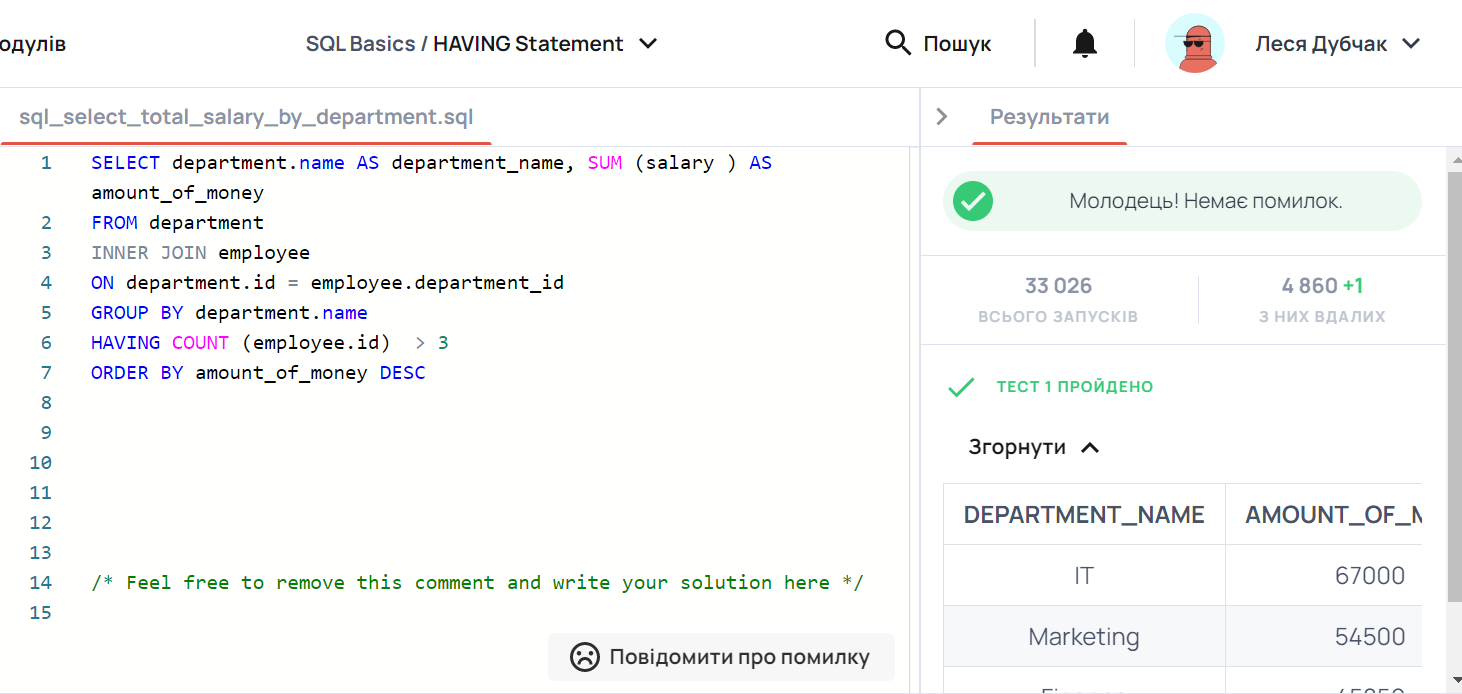 одулів
SQL Basics / HAVING Statement
Пошук
Леся Дубчак
sql_select_total_salary_by_department.sql
1 SELECT department.name AS department_name, SUM (salary ) AS
amount_of_money
2 FROM department
3 INNER JOIN employee
4 ON department.id = employee.department_id
5 GROUP BY department.name
6 HAVING COUNT (employee.id)  > 3
7 ORDER BY amount_of_money DESC
8
9
10
11
12
13
14 /* Feel free to remove this comment and write your solution here */
15
Повідомити про помилку
Результати
Молодець! Немає помилок.
33 026
ВСЬОГО ЗАПУСКІВ
4 860 +1
З НИХ ВДАЛИХ
ТЕСТ 1 ПРОЙДЕНО
Згорнути
DEPARTMENT_NAME AMOUNT_OF_M
IT 67000
Marketing 54500